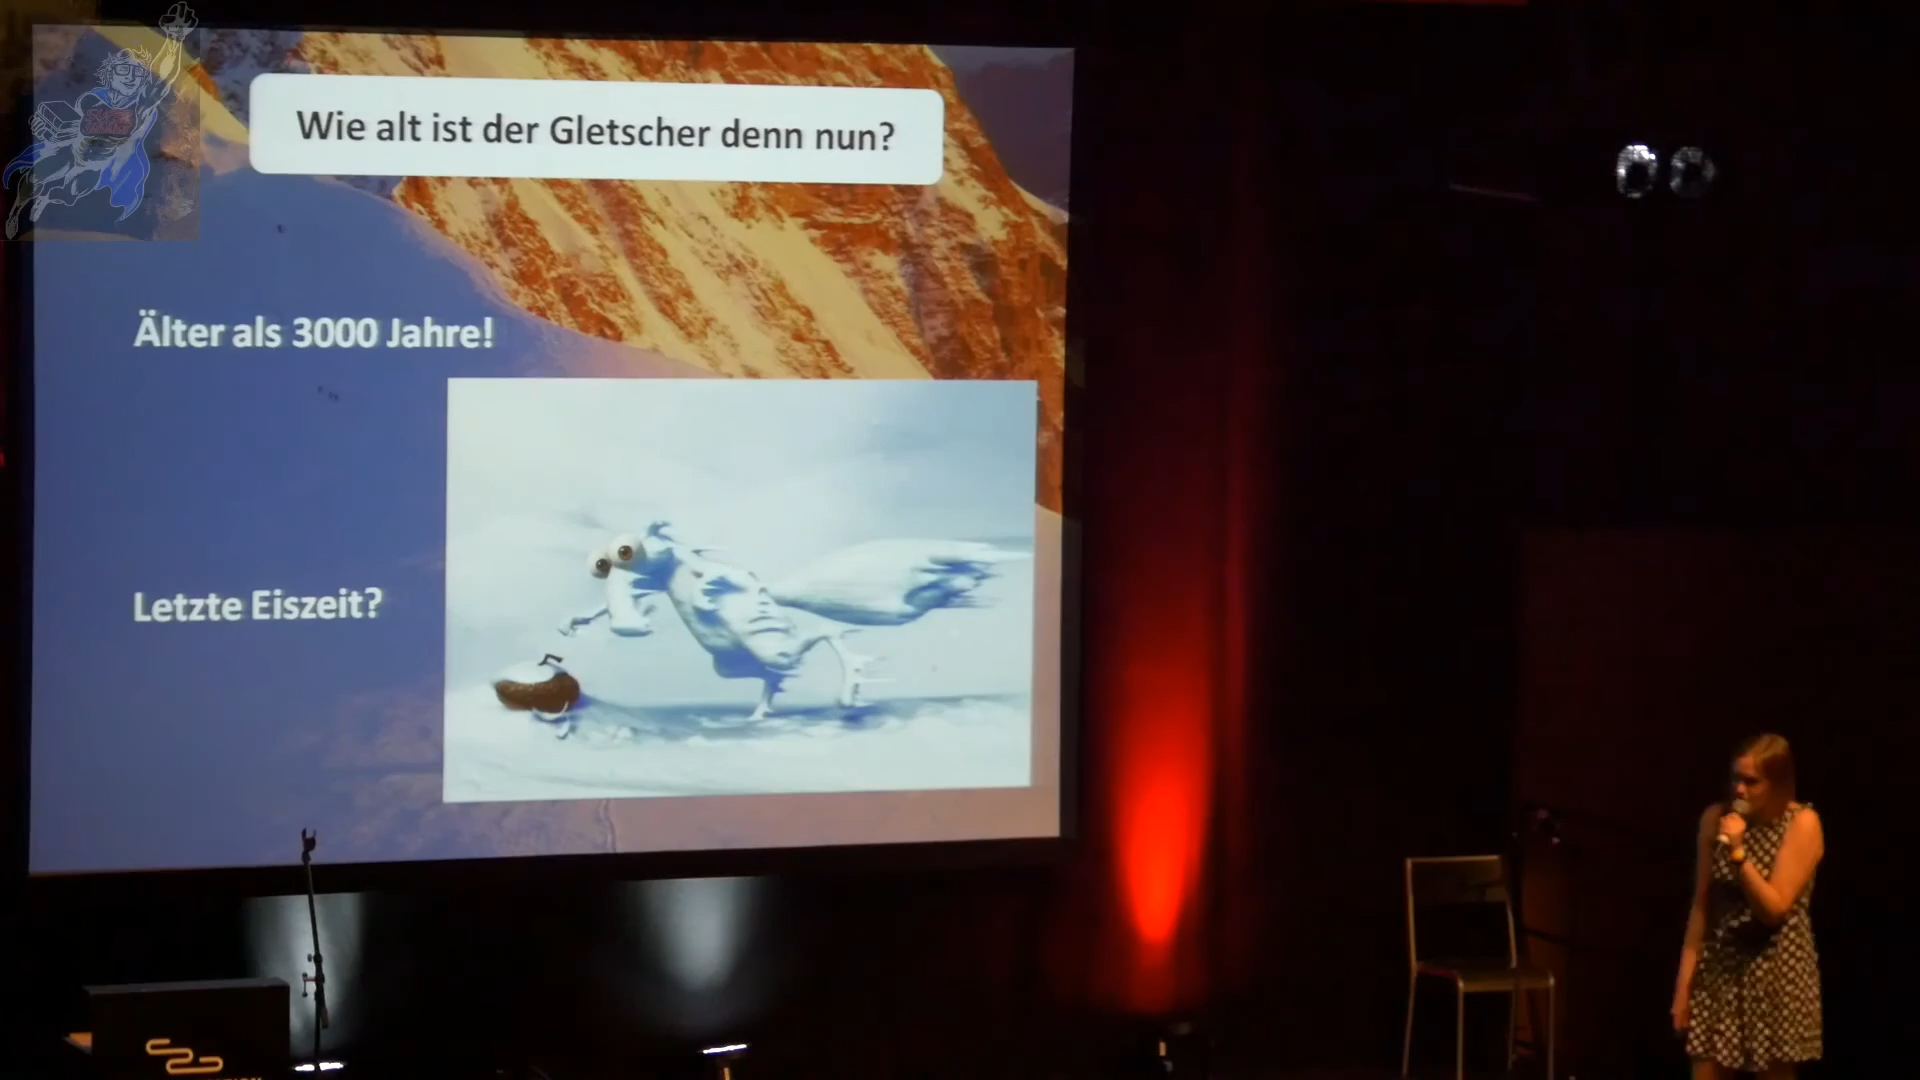 Wie alt ist der Gletscher denn nun?
Älter als 3000 Jahre!
Letzte Eiszeit?